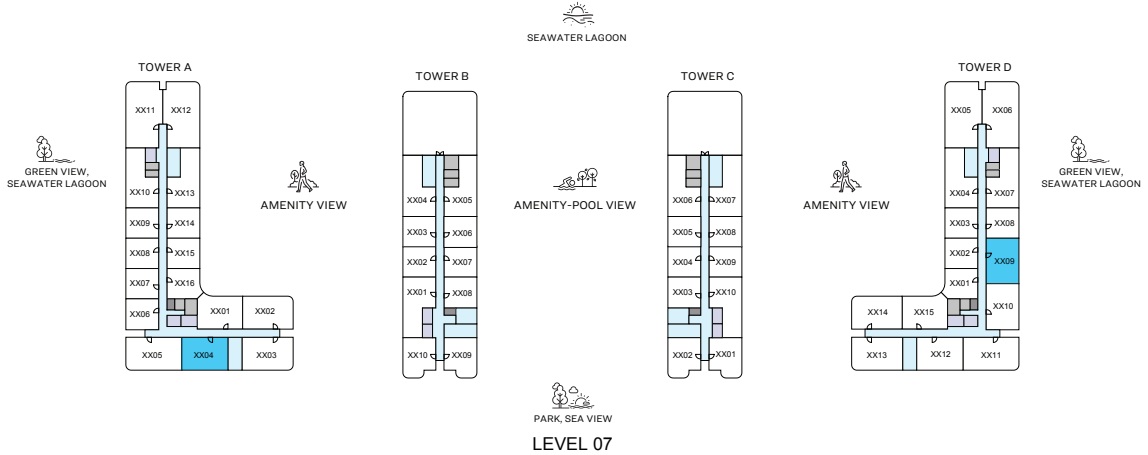 SEAWATER LAGOON
TOWER A
TOWER B
TOWER C
TOWER D
GREEN VIEW,
SEAWATER LAGOON
AMENITY VIEW
AMENITY-POOL VIEW
AMENITY VIEW
GREEN VIEW,
SEAWATER LAGOON
XX11 XX12
XX10 XX13
XX09 XX14
XX08 XX15
XX07 XX16
XX06 XX01 XX02
XX05 XX04 XX03
XX04 XX05
XX03 XX06
XX02 XX07
XX01 XX08
XX10 XX09
XX06 XX07
XX05 XX08
XX04 XX09
XX03 XX10
XX02 XX01
XX05 XX06
XX04 XX07
XX03 XX08
XX02 XX09
XX01 XX10
XX14 XX15
XX13 XX12 XX11
PARK, SEA VIEW
LEVEL 07